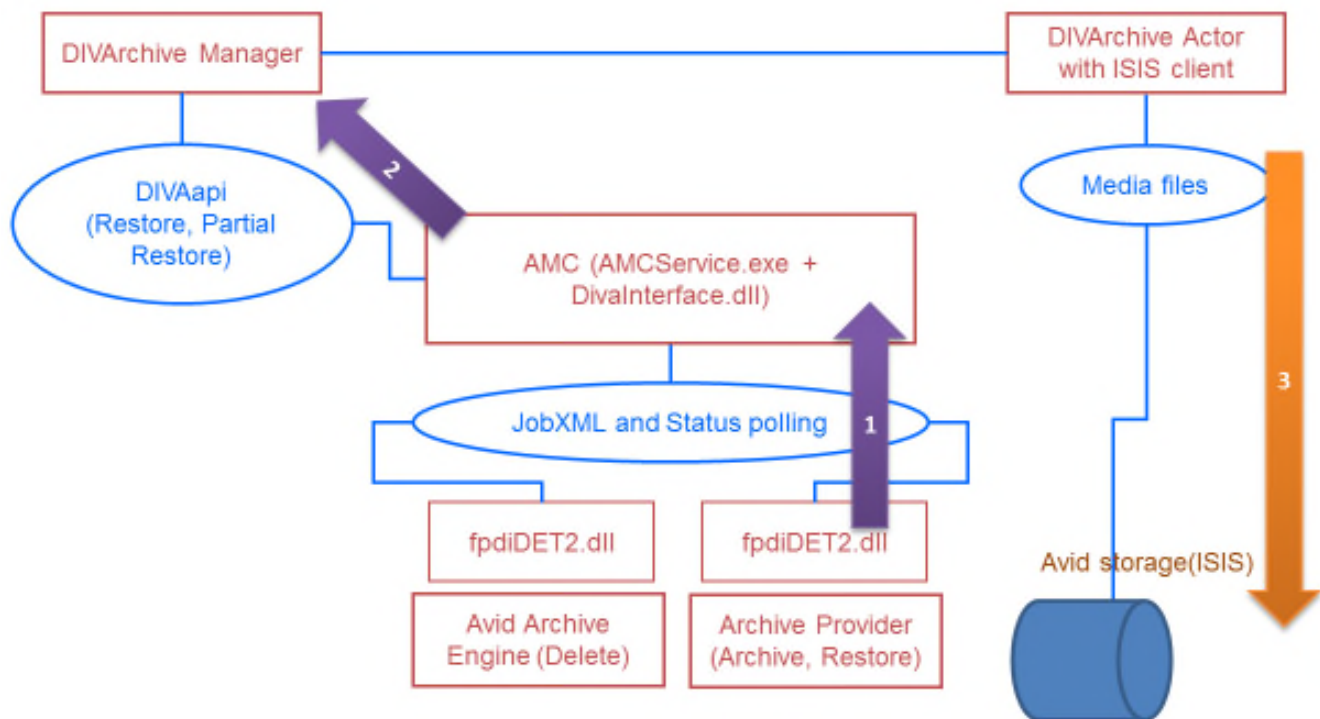 DIVArchive Manager
DIVArchive Actor
with ISIS client
2
DIVAapi
(Restore, Partial
Restore)
Media files
AMC (AMCService.exe +
DivaInterface.dll)
3
JobXML and Status polling
1
fpdiDET2.dll
fpdiDET2.dll
Avid storage(ISIS)
Avid Archive
Engine (Delete)
Archive Provider
(Archive, Restore)